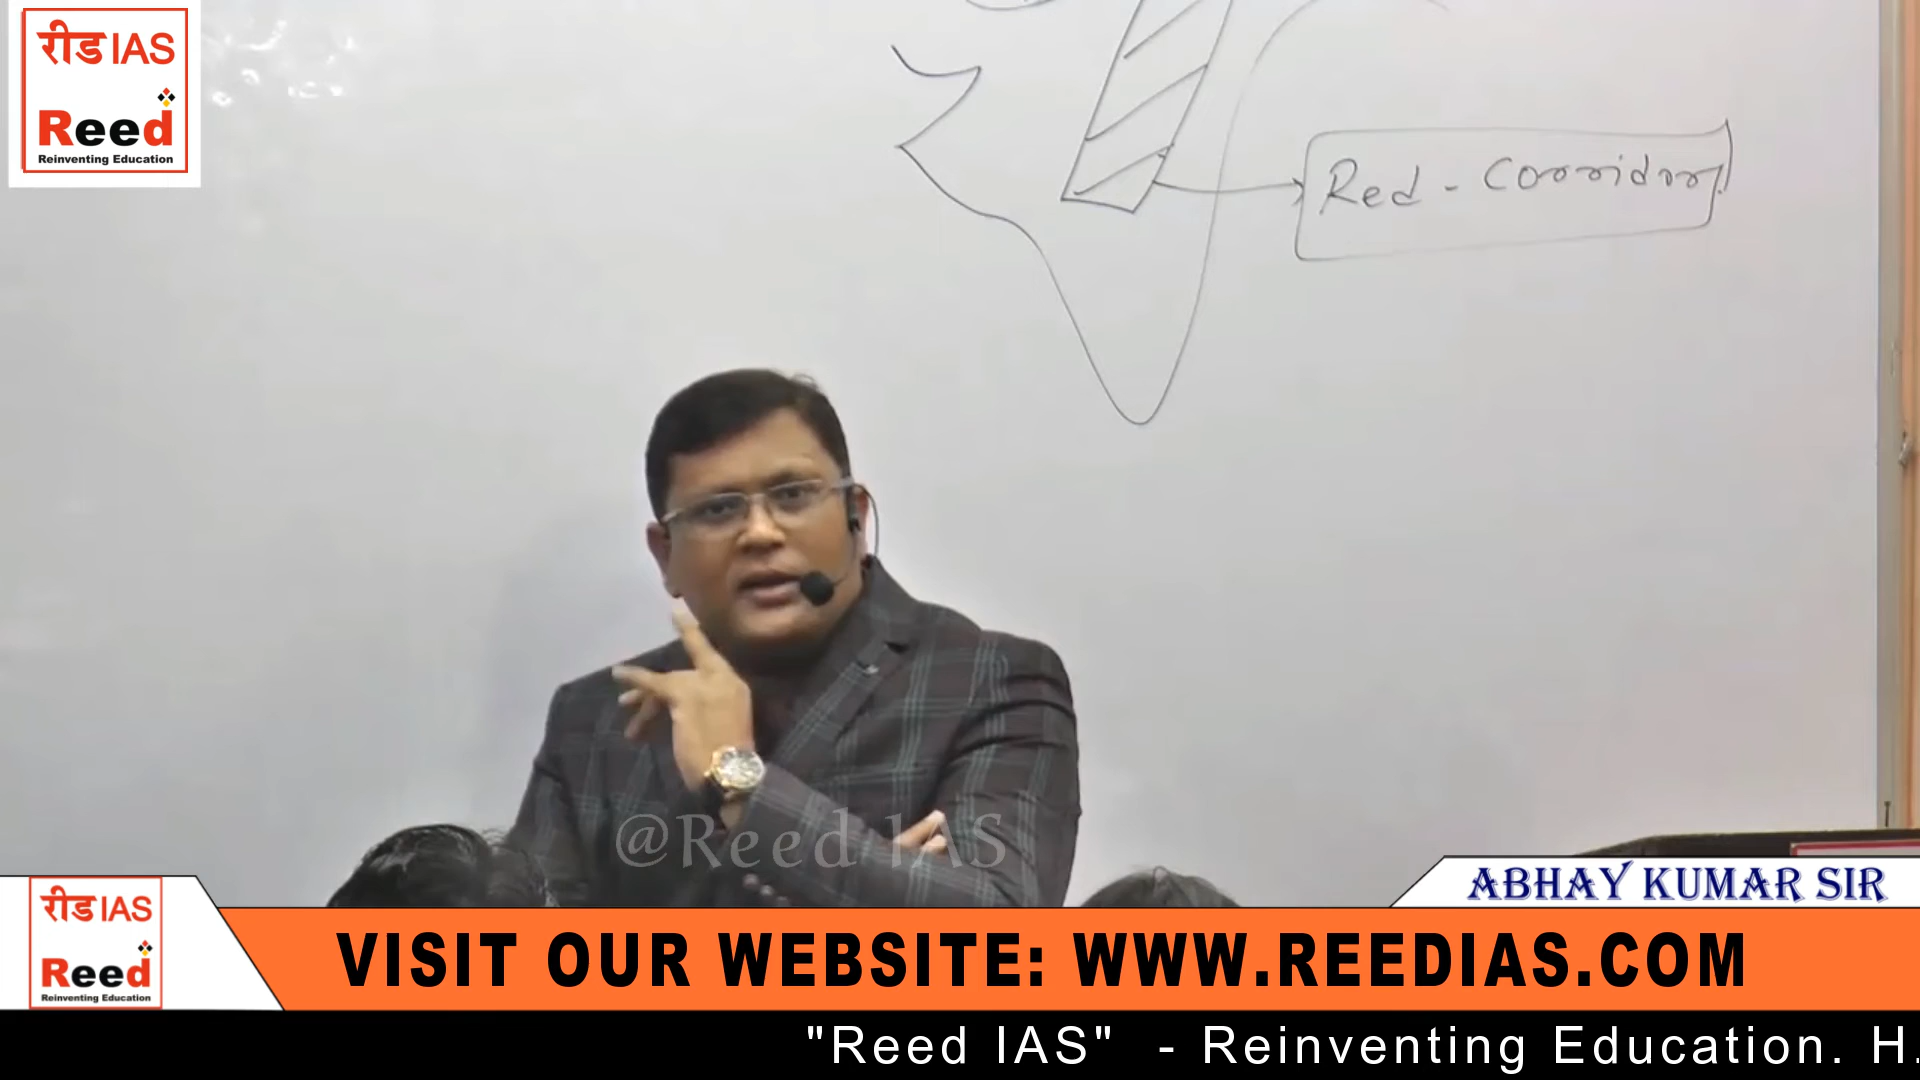 रीड IAS
Reed
Reinventing Education
Red - Corridor
@Reed IAS
ABHAY KUMAR SIR
रीड IAS
Reed
Reinventing Education
VISIT OUR WEBSITE: WWW.REEDIAS.COM
"Reed IAS" - Reinventing Education. H.